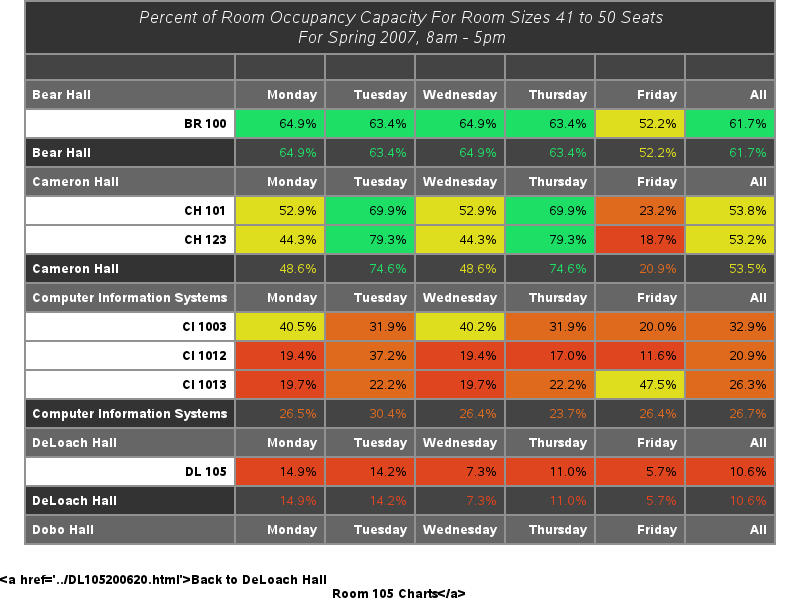 Percent of Room Occupancy Capacity For Room Sizes 41 to 50 Seats
For Spring 2007, 8am - 5pm
Bear Hall Monday Tuesday Wednesday Thursday Friday All
BR 100 64.9% 63.4% 64.9% 63.4% 52.2% 61.7%
Bear Hall 64.9% 63.4% 64.9% 63.4% 52.2% 61.7%
Cameron Hall Monday Tuesday Wednesday Thursday Friday All
CH 101 52.9% 69.9% 52.9% 69.9% 23.2% 53.8%
CH 123 44.3% 79.3% 44.3% 79.3% 18.7% 53.2%
Cameron Hall 48.6% 74.6% 48.6% 74.6% 20.9% 53.5%
Computer Information Systems Monday Tuesday Wednesday Thursday Friday All
CI 1003 40.5% 31.9% 40.2% 31.9% 20.0% 32.9%
CI 1012 19.4% 37.2% 19.4% 17.0% 11.6% 20.9%
CI 1013 19.7% 22.2% 19.7% 22.2% 47.5% 26.3%
Computer Information Systems 26.5% 30.4% 26.4% 23.7% 26.4% 26.7%
DeLoach Hall Monday Tuesday Wednesday Thursday Friday All
DL 105 14.9% 14.2% 7.3% 11.0% 5.7% 10.6%
DeLoach Hall 14.9% 14.2% 7.3% 11.0% 5.7% 10.6%
Dobo Hall Monday Tuesday Wednesday Thursday Friday All
<a href='../DL105200620.html'>Back to DeLoach Hall
Room 105 Charts</a>